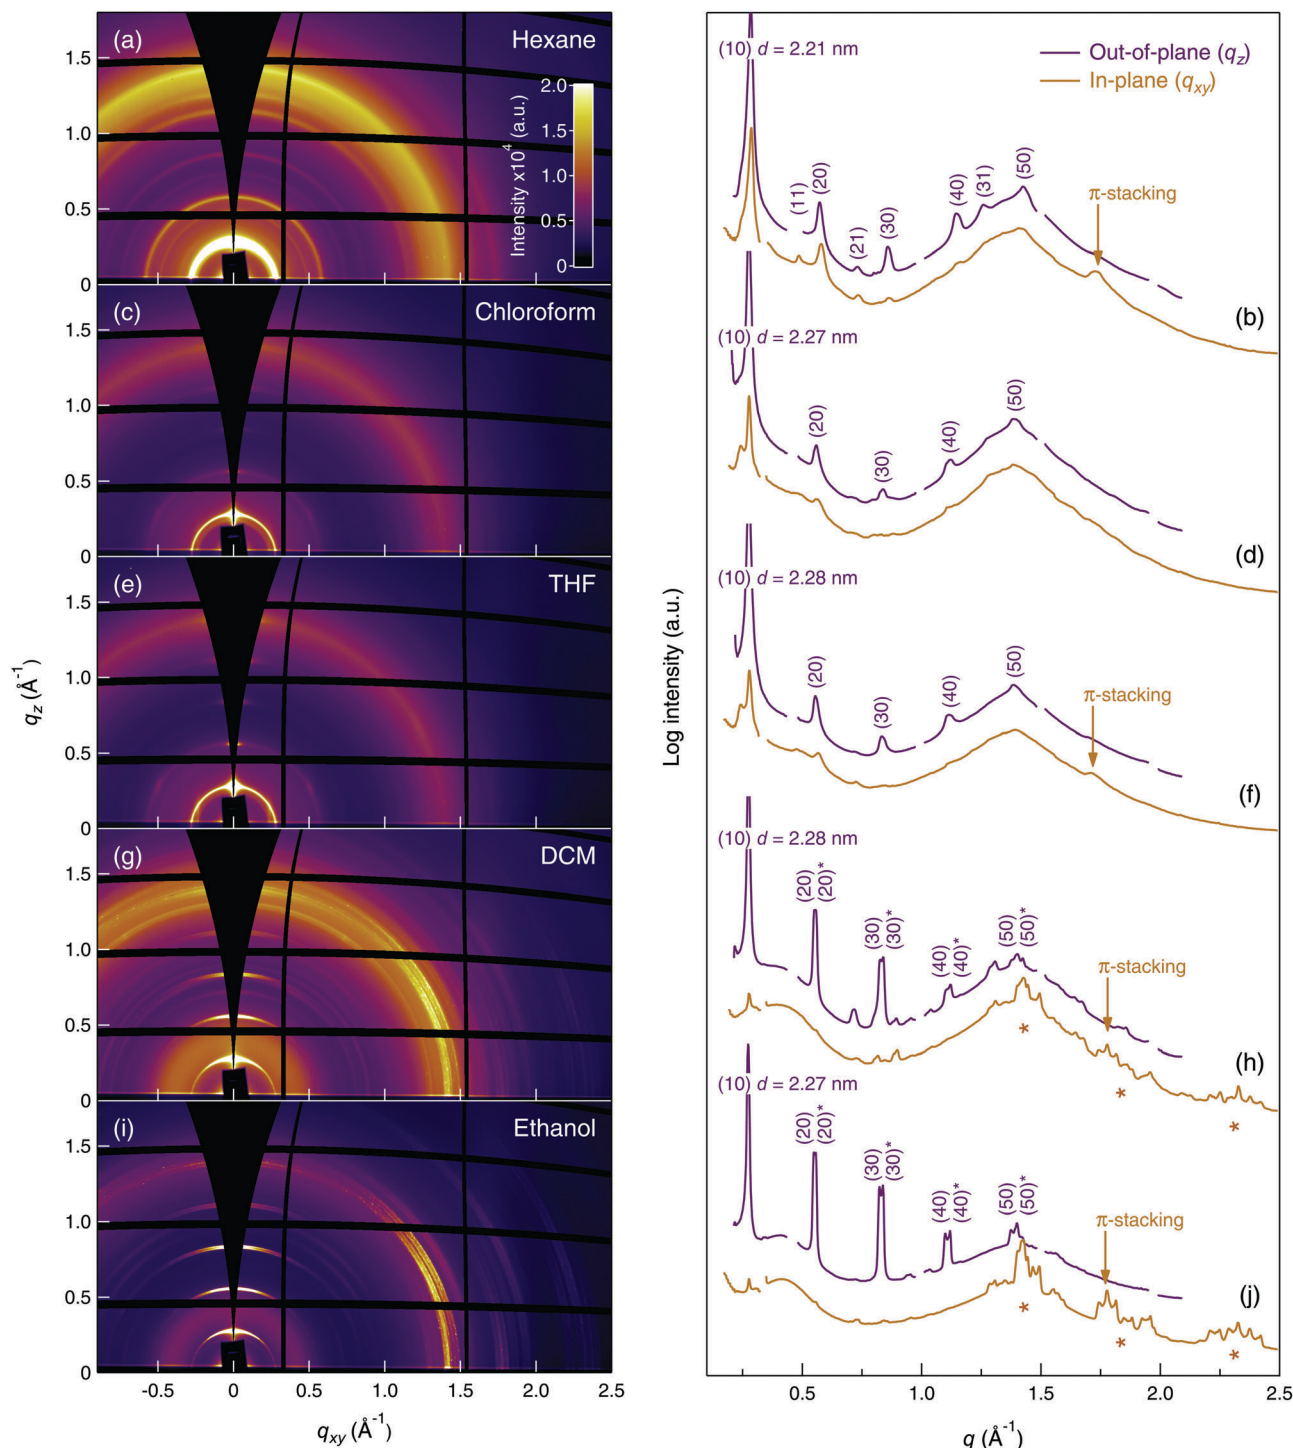 (a) Hexane
Intensity x10⁴ (a.u.)
2.0
1.5
1.0
0.5
0
1.5
1.0
0.5
0
(c) Chloroform
1.5
1.0
0.5
0
(e) THF
1.5
1.0
0.5
0
(g) DCM
1.5
1.0
0.5
0
(i) Ethanol
1.5
1.0
0.5
0
-0.5 0 0.5 1.0 1.5 2.0 2.5
q_z (Å⁻¹)
q_xy (Å⁻¹)
Log intensity (a.u.)
Out-of-plane (q_z)
In-plane (q_xy)
(10) d = 2.21 nm
(11)
(20)
(21)
(30)
(40)
(31)
(50)
π-stacking
(b)
(10) d = 2.27 nm
(20)
(30)
(40)
(50)
(d)
(10) d = 2.28 nm
(20)
(30)
(40)
(50)
π-stacking
(f)
(10) d = 2.28 nm
(20)
(20)*
(30)
(30)*
(40)
(40)*
(50)
(50)*
π-stacking
*
*
*
(h)
(10) d = 2.27 nm
(20)
(20)*
(30)
(30)*
(40)
(40)*
(50)
(50)*
π-stacking
*
*
*
(j)
0.5 1.0 1.5 2.0 2.5
q (Å⁻¹)